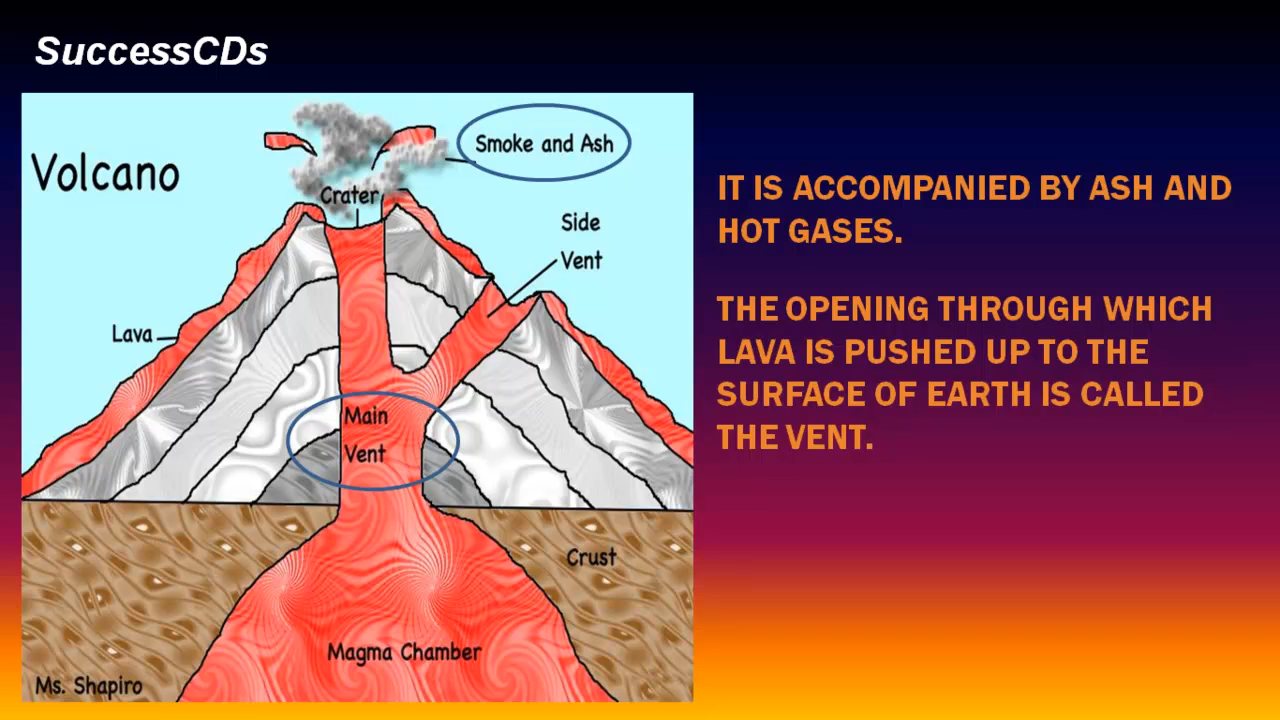 SuccessCDs
Volcano
Smoke and Ash
Crater
Side
Vent
Lava
Main
Vent
Crust
Magma Chamber
Ms. Shapiro
IT IS ACCOMPANIED BY ASH AND
HOT GASES.
THE OPENING THROUGH WHICH
LAVA IS PUSHED UP TO THE
SURFACE OF EARTH IS CALLED
THE VENT.